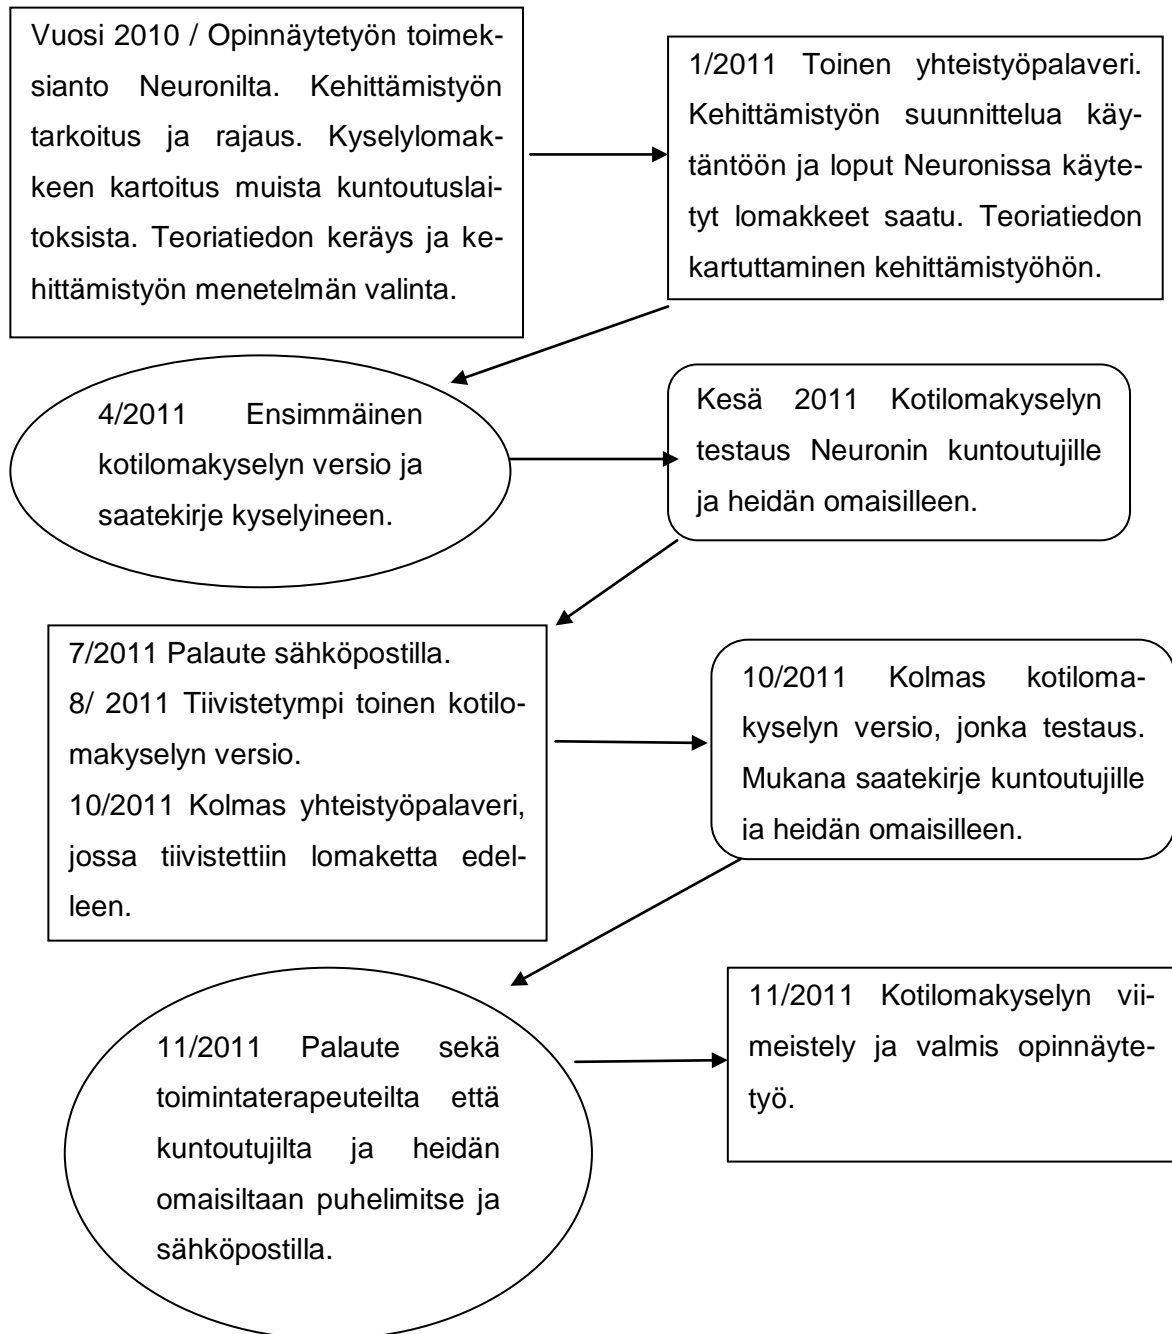 Vuosi 2010 / Opinnäytetyön toimek-
sianto Neuronilta. Kehittämistyön
tarkoitus ja rajaus. Kyselylomak-
keen kartoitus muista kuntoutuslai-
toksista. Teoriatiedon keräys ja ke-
hittämistyön menetelmän valinta.
1/2011 Toinen yhteistyöpalaveri.
Kehittämistyön suunnittelua käy-
täntöön ja loput Neuronissa käyte-
tyt lomakkeet saatu. Teoriatiedon
kartuttaminen kehittämistyöhön.
4/2011 Ensimmäinen
kotilomakyselyn versio ja
saatekirje kyselyineen.
Kesä 2011 Kotilomakyselyn
testaus Neuronin kuntoutujille
ja heidän omaisilleen.
7/2011 Palaute sähköpostilla.
8/ 2011 Tiivistetympi toinen kotilo-
makyselyn versio.
10/2011 Kolmas yhteistyöpalaveri,
jossa tiivistettiin lomaketta edel-
leen.
10/2011 Kolmas kotiloma-
kyselyn versio, jonka testaus.
Mukana saatekirje kuntoutujille
ja heidän omaisilleen.
11/2011 Palaute sekä
toimintaterapeuteilta että
kuntoutujilta ja heidän
omaisiltaan puhelimitse ja
sähköpostilla.
11/2011 Kotilomakyselyn vii-
meistely ja valmis opinnäyte-
työ.